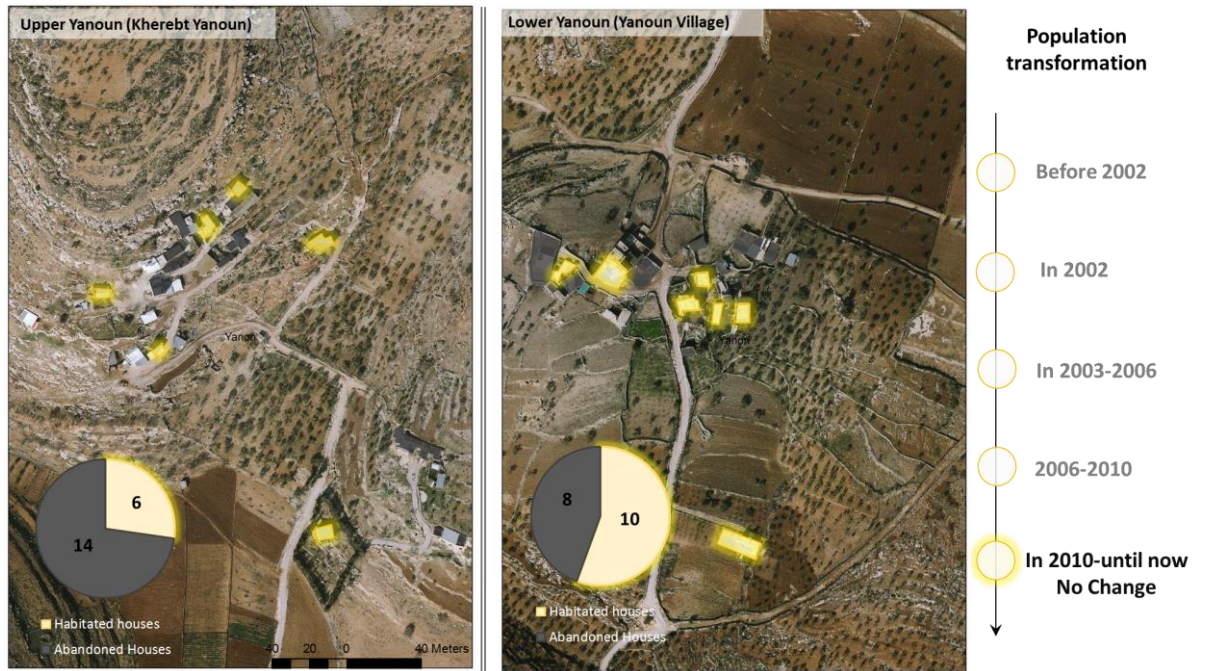 Upper Yanoun (Kherebt Yanoun)
Yanon
6
14
Habitated houses
Abandoned Houses
40 20 0 40 Meters
Lower Yanoun (Yanoun Village)
Yanon
8
10
Habitated houses
Abandoned Houses
Population
transformation
Before 2002
In 2002
In 2003-2006
2006-2010
In 2010-until now
No Change